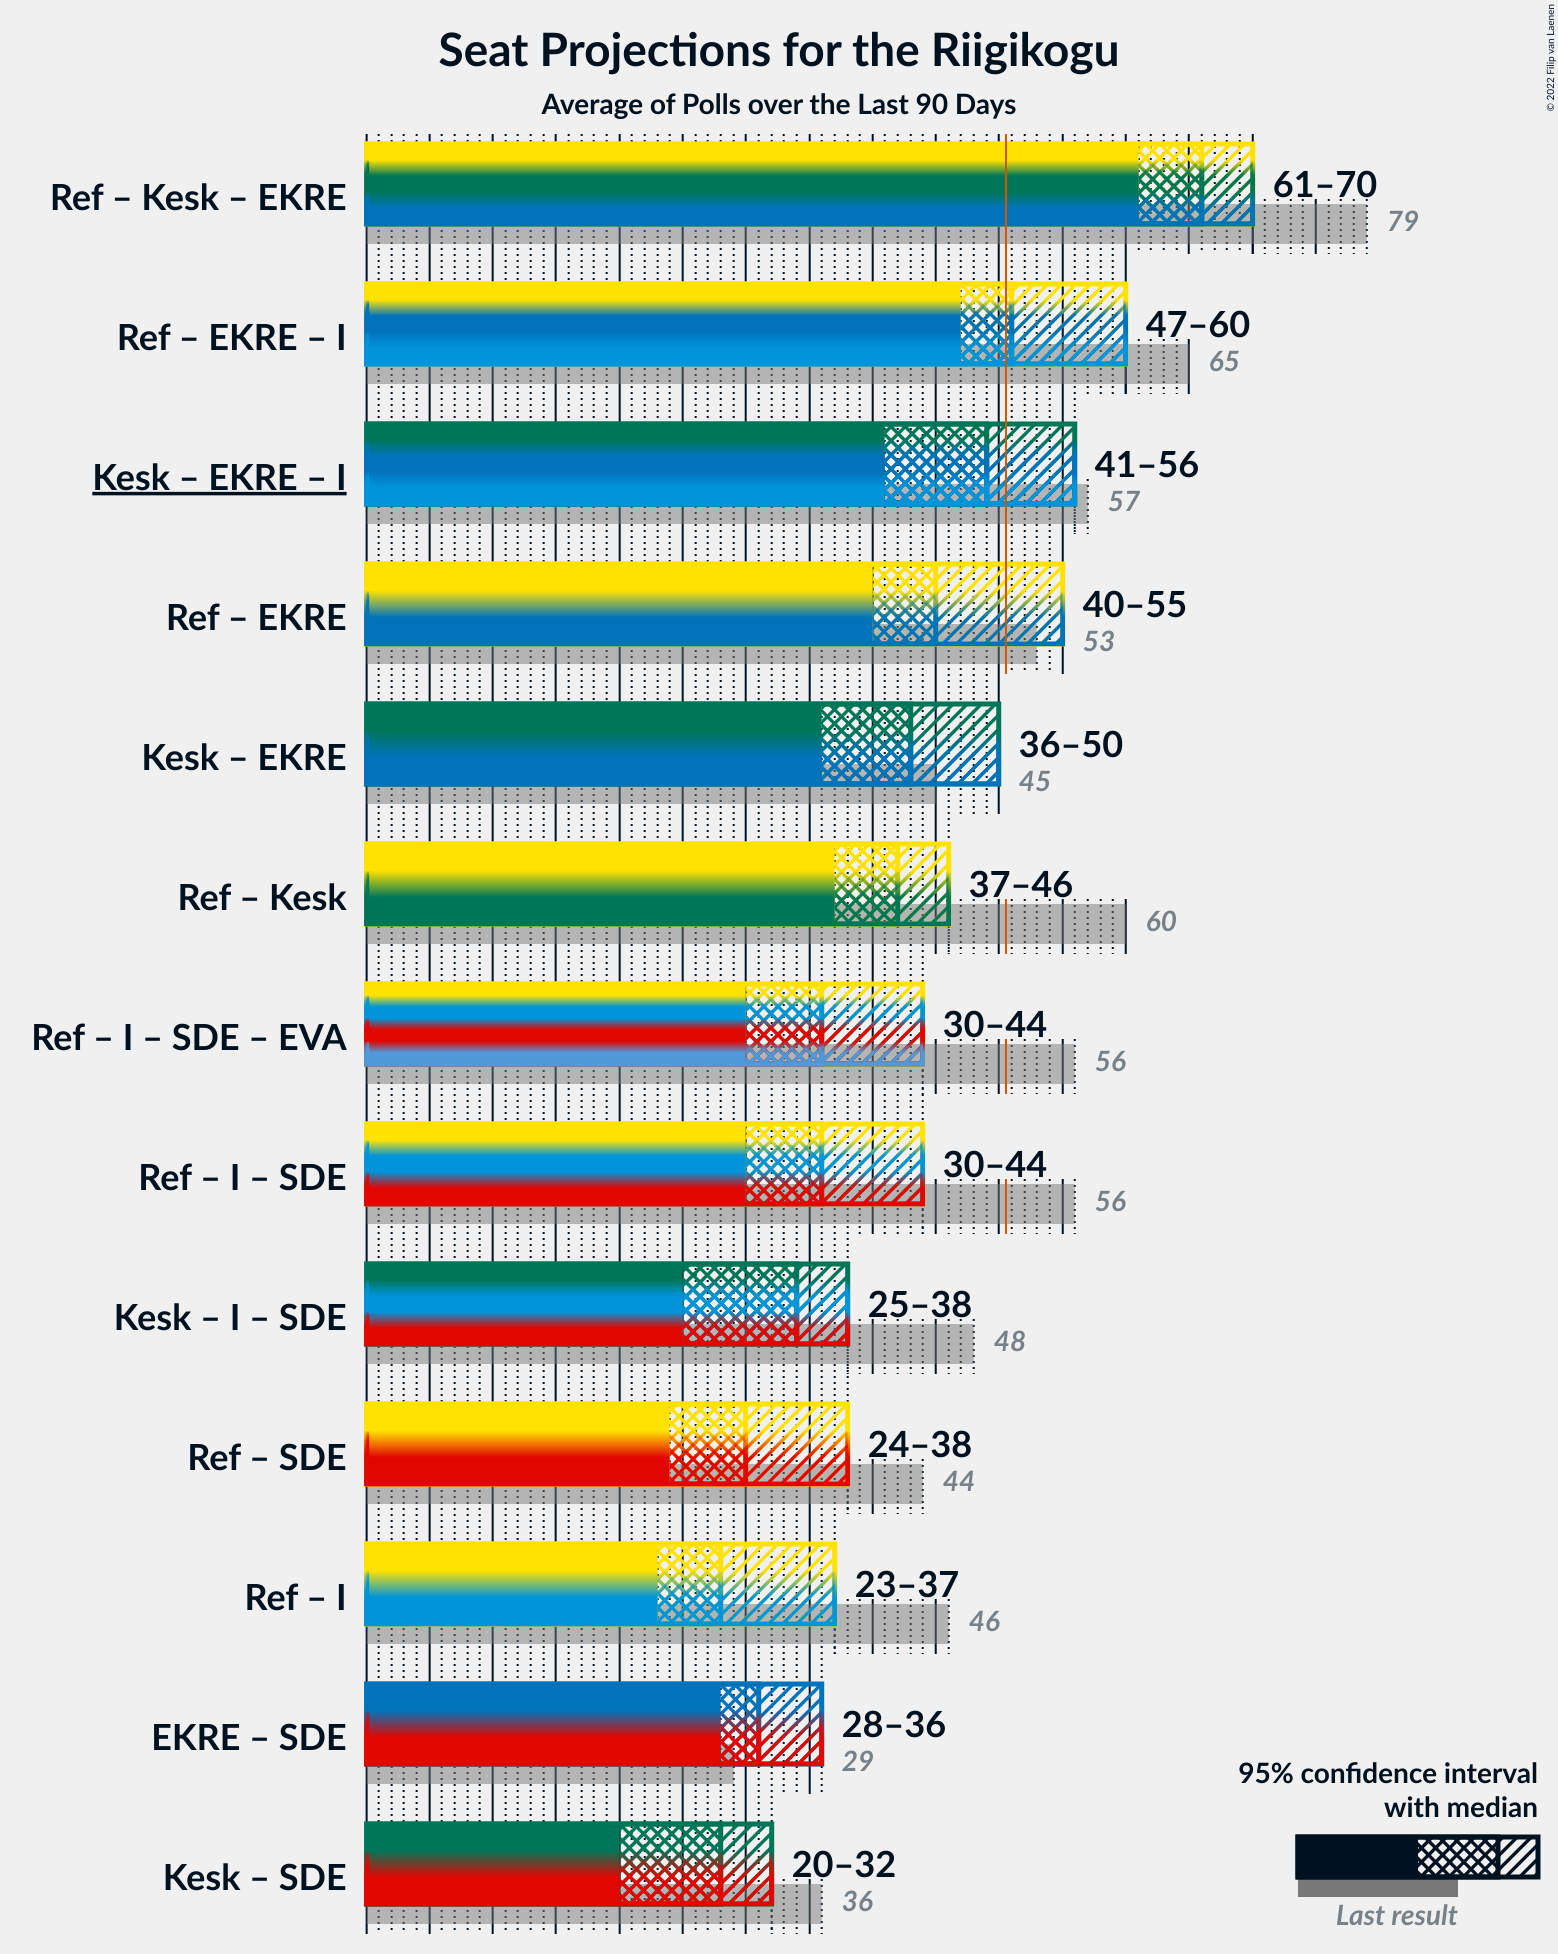 Seat Projections for the Riigikogu
Average of Polls over the Last 90 Days
© 2022 Filip van Laenen
Ref – Kesk – EKRE
61–70
79
Ref – EKRE – I
47–60
65
Kesk – EKRE – I
41–56
57
Ref – EKRE
40–55
53
Kesk – EKRE
36–50
45
Ref – Kesk
37–46
60
Ref – I – SDE – EVA
30–44
56
Ref – I – SDE
30–44
56
Kesk – I – SDE
25–38
48
Ref – SDE
24–38
44
Ref – I
23–37
46
EKRE – SDE
28–36
29
Kesk – SDE
20–32
36
95% confidence interval
with median
Last result